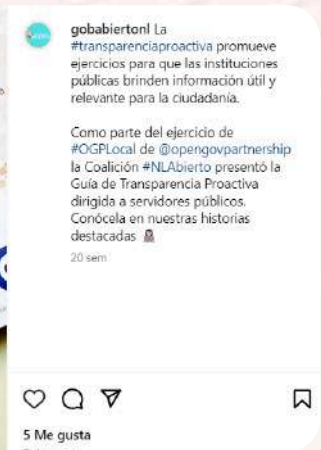 gobabiertonl La
#transparenciaproactiva promueve
ejercicios para que las instituciones
públicas brinden información útil y
relevante para la ciudadanía.
Como parte del ejercicio de
#OGPLocal de @opengovpartnership
la Coalición #NLAbierto presentó la
Guía de Transparencia Proactiva
dirigida a servidores públicos.
Conócela en nuestras historias
destacadas
20 sem
5 Me gusta